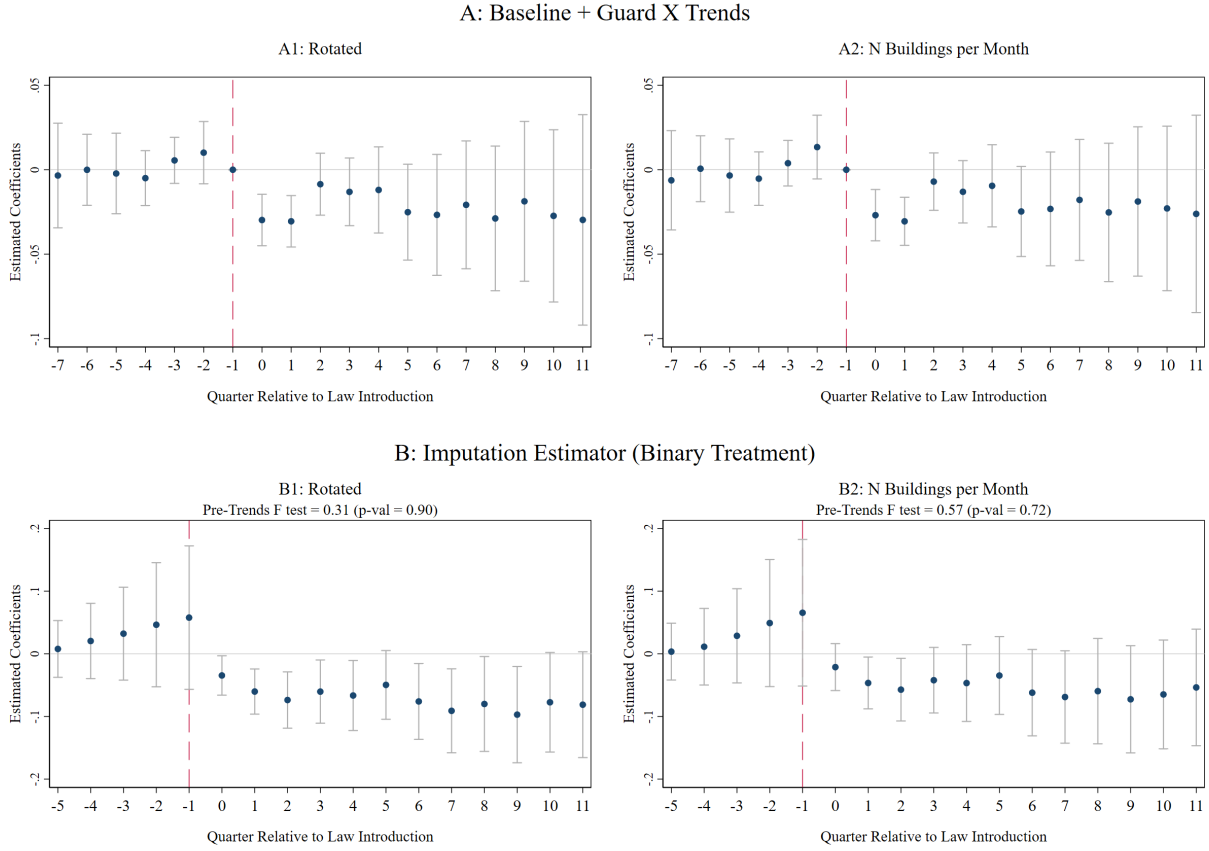 A: Baseline + Guard X Trends
A1: Rotated
Estimated Coefficients
.05
0
-.05
-.1
-7 -6 -5 -4 -3 -2 -1 0 1 2 3 4 5 6 7 8 9 10 11
Quarter Relative to Law Introduction
A2: N Buildings per Month
Estimated Coefficients
.05
0
-.05
-.1
-7 -6 -5 -4 -3 -2 -1 0 1 2 3 4 5 6 7 8 9 10 11
Quarter Relative to Law Introduction
B: Imputation Estimator (Binary Treatment)
B1: Rotated
Pre-Trends F test = 0.31 (p-val = 0.90)
Estimated Coefficients
.2
.1
0
-.1
-.2
-5 -4 -3 -2 -1 0 1 2 3 4 5 6 7 8 9 10 11
Quarter Relative to Law Introduction
B2: N Buildings per Month
Pre-Trends F test = 0.57 (p-val = 0.72)
Estimated Coefficients
.2
.1
0
-.1
-.2
-5 -4 -3 -2 -1 0 1 2 3 4 5 6 7 8 9 10 11
Quarter Relative to Law Introduction